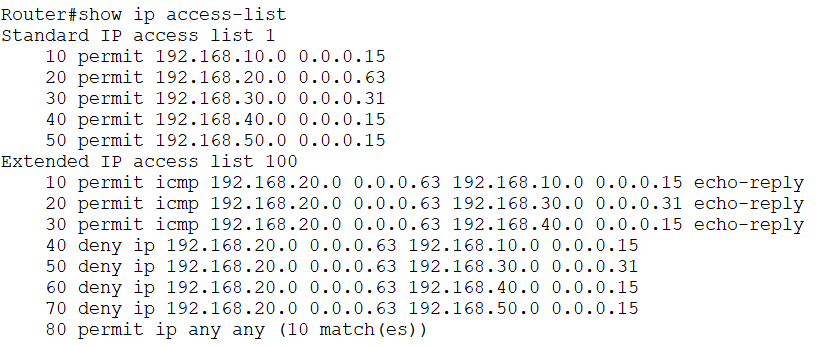 Router#show ip access-list
Standard IP access list 1
    10 permit 192.168.10.0 0.0.0.15
    20 permit 192.168.20.0 0.0.0.63
    30 permit 192.168.30.0 0.0.0.31
    40 permit 192.168.40.0 0.0.0.15
    50 permit 192.168.50.0 0.0.0.15
Extended IP access list 100
    10 permit icmp 192.168.20.0 0.0.0.63 192.168.10.0 0.0.0.15 echo-reply
    20 permit icmp 192.168.20.0 0.0.0.63 192.168.30.0 0.0.0.31 echo-reply
    30 permit icmp 192.168.20.0 0.0.0.63 192.168.40.0 0.0.0.15 echo-reply
    40 deny ip 192.168.20.0 0.0.0.63 192.168.10.0 0.0.0.15
    50 deny ip 192.168.20.0 0.0.0.63 192.168.30.0 0.0.0.31
    60 deny ip 192.168.20.0 0.0.0.63 192.168.40.0 0.0.0.15
    70 deny ip 192.168.20.0 0.0.0.63 192.168.50.0 0.0.0.15
    80 permit ip any any (10 match(es))